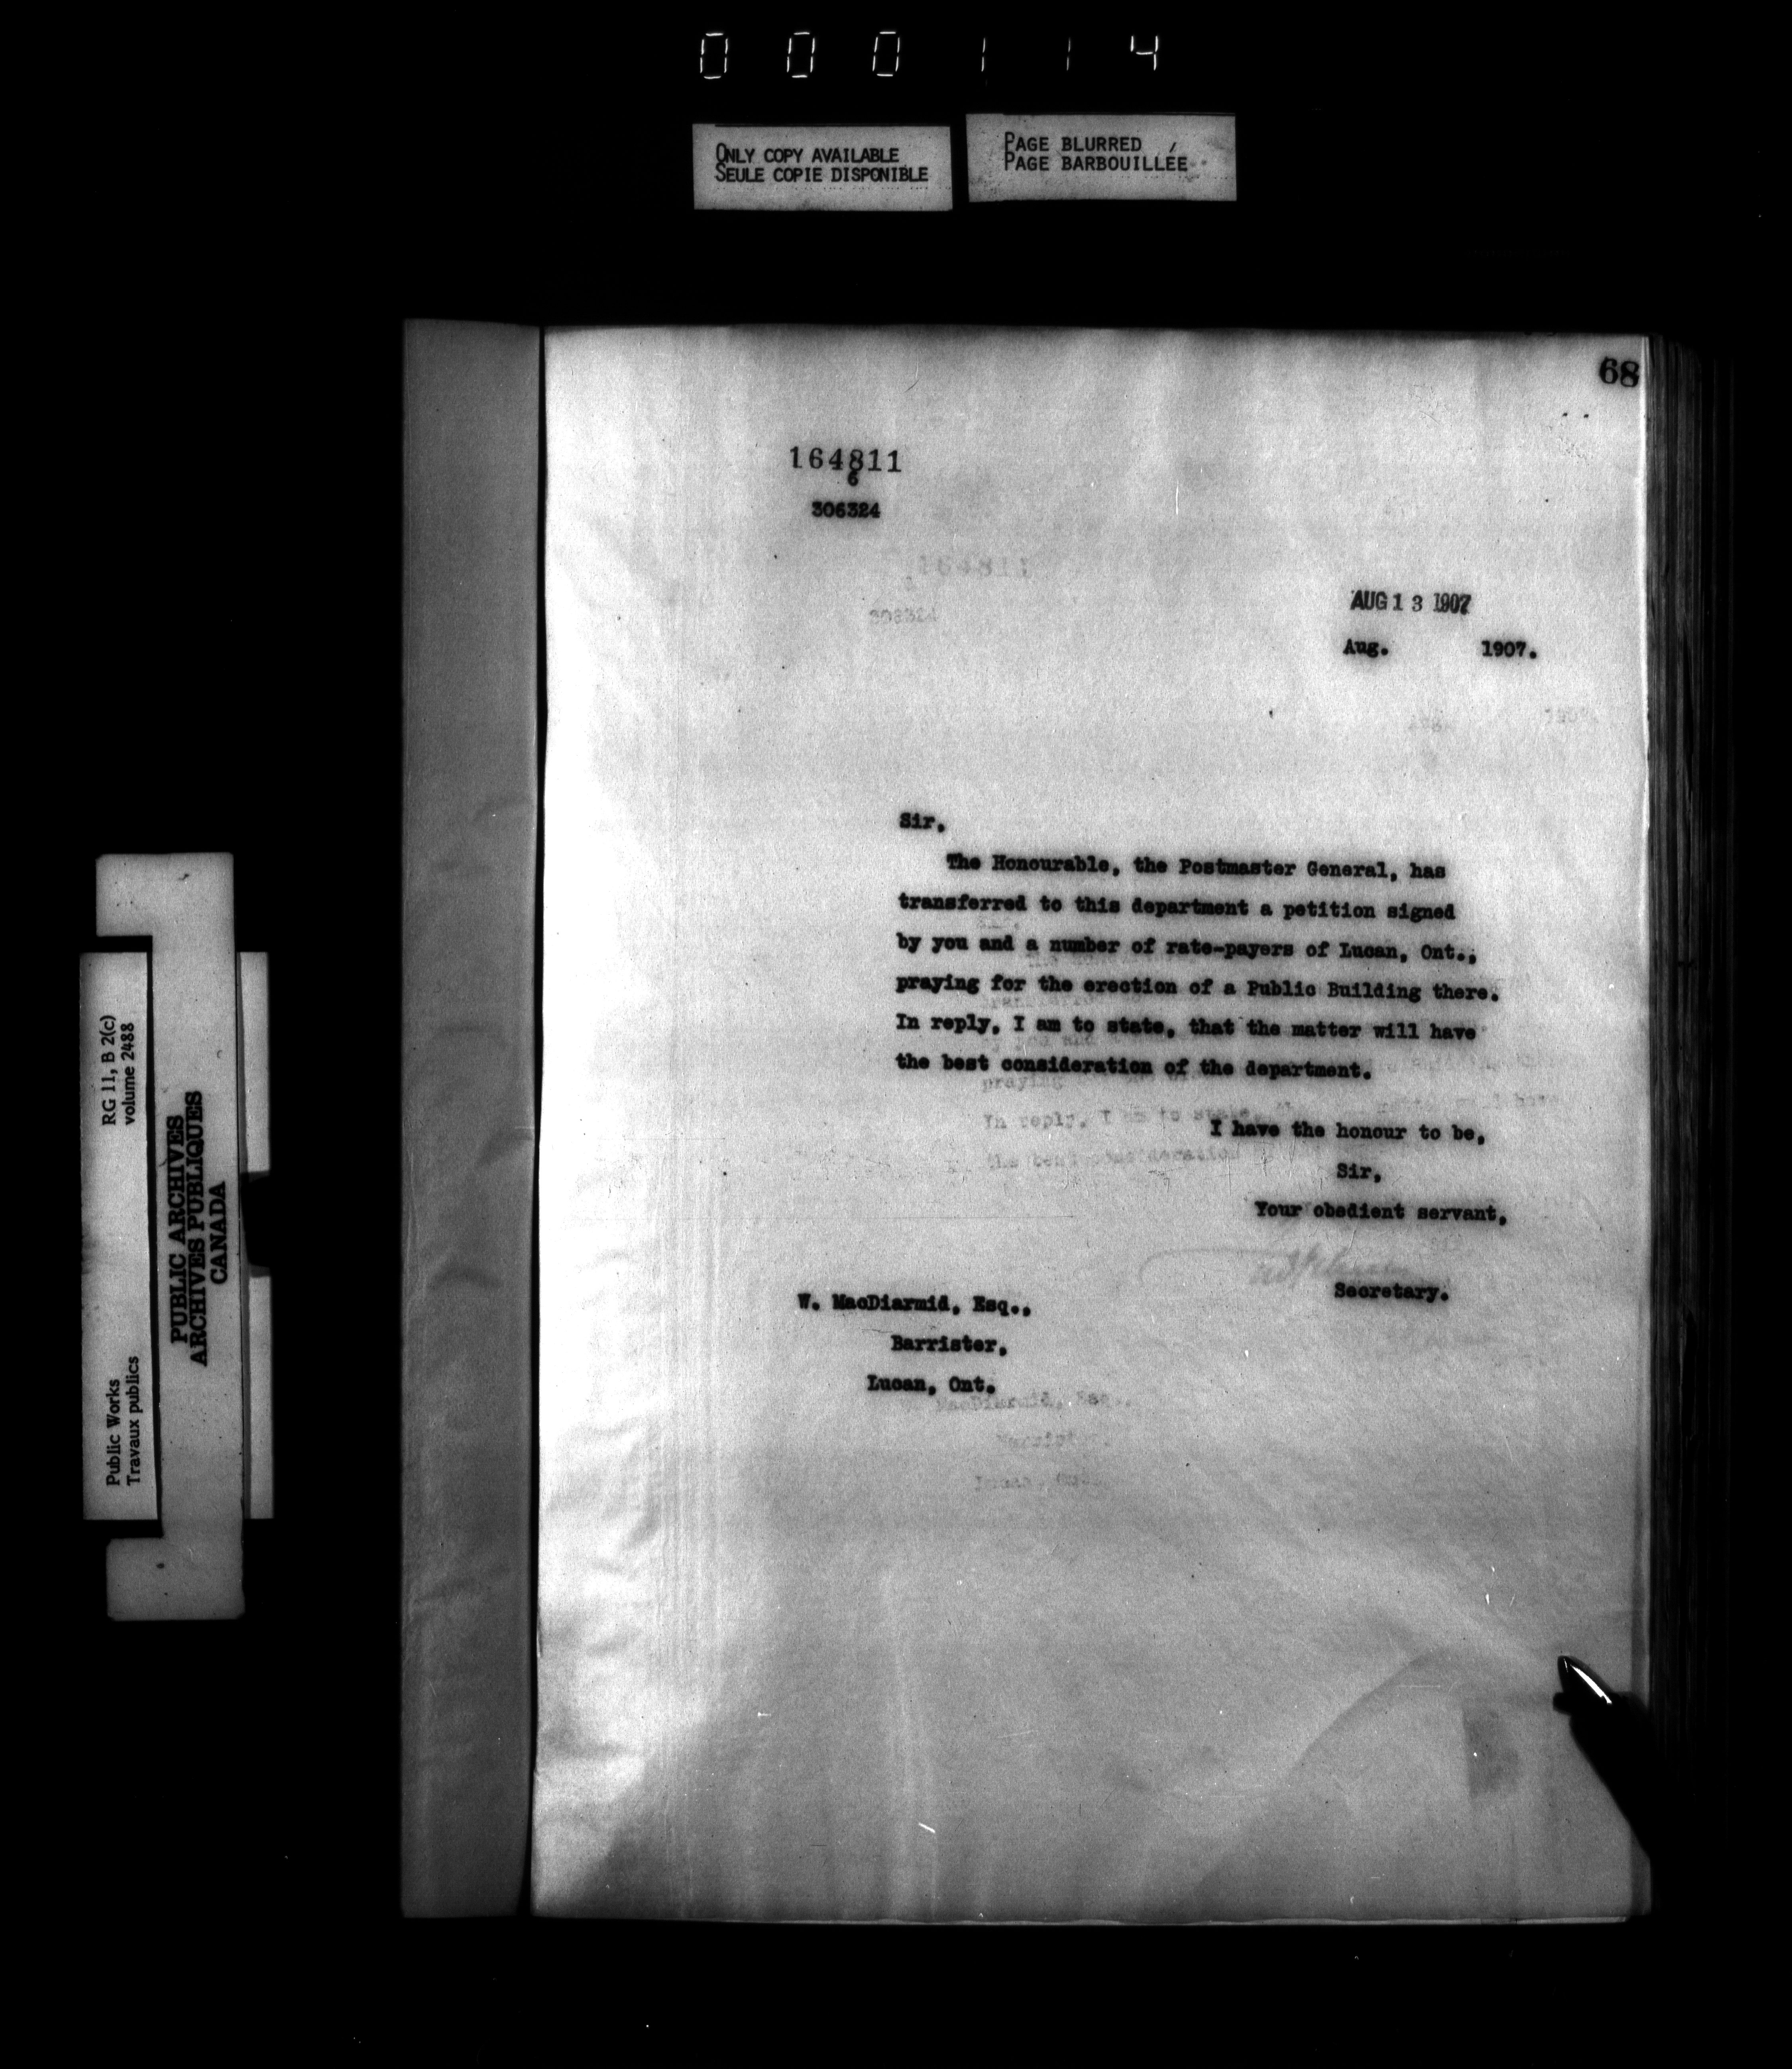 000114
ONLY COPY AVAILABLE
SEULE COPIE DISPONIBLE
PAGE BLURRED
PAGE BARBOUILLÉE
68
164811
6
306324
AUG 13 1907
Aug. 1907.
Sir,
The Honourable, the Postmaster General, has
transferred to this department a petition signed
by you and a number of rate-payers of Lucan, Ont.,
praying for the erection of a Public Building there.
In reply, I am to state, that the matter will have
the best consideration of the department.
I have the honour to be,
Sir,
Your obedient servant,
Secretary.
W. MacDiarmid, Esq.,
Barrister,
Lucan, Ont.
RG 11, B 2(c)
volume 2488
Public Works
Travaux publics
PUBLIC ARCHIVES
ARCHIVES PUBLIQUES
CANADA